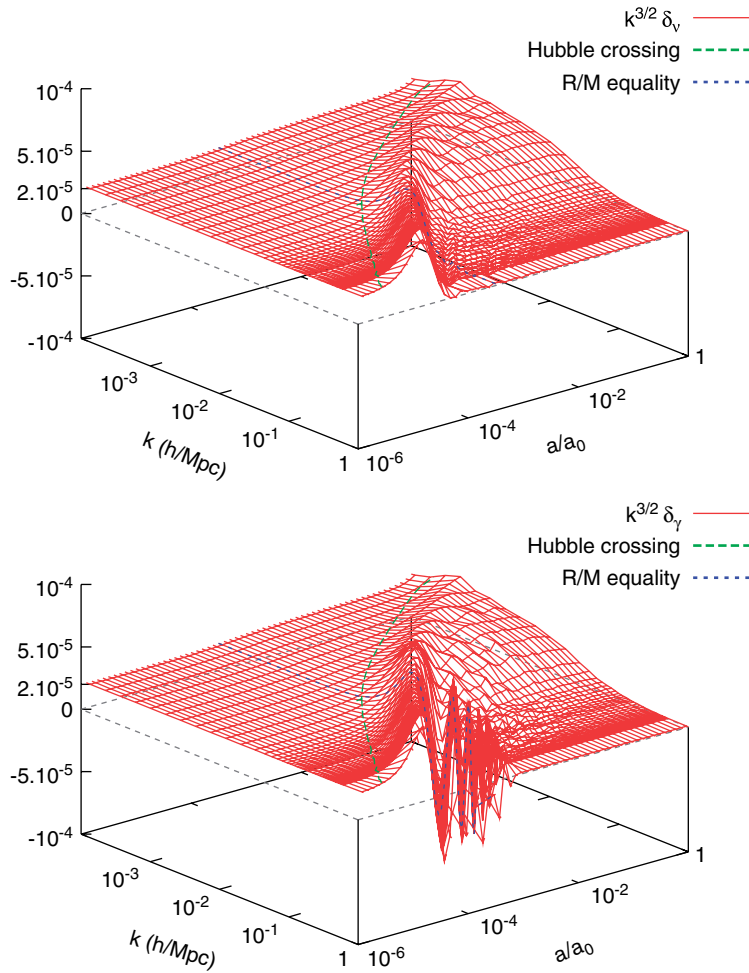 k^{3/2} δ_ν
Hubble crossing
R/M equality
10^{-4}
5.10^{-5}
2.10^{-5}
0
-5.10^{-5}
-10^{-4}
10^{-3}
10^{-2}
10^{-1}
1
k (h/Mpc)
10^{-6}
10^{-4}
10^{-2}
1
a/a_0
k^{3/2} δ_γ
Hubble crossing
R/M equality
10^{-4}
5.10^{-5}
2.10^{-5}
0
-5.10^{-5}
-10^{-4}
10^{-3}
10^{-2}
10^{-1}
1
k (h/Mpc)
10^{-6}
10^{-4}
10^{-2}
1
a/a_0